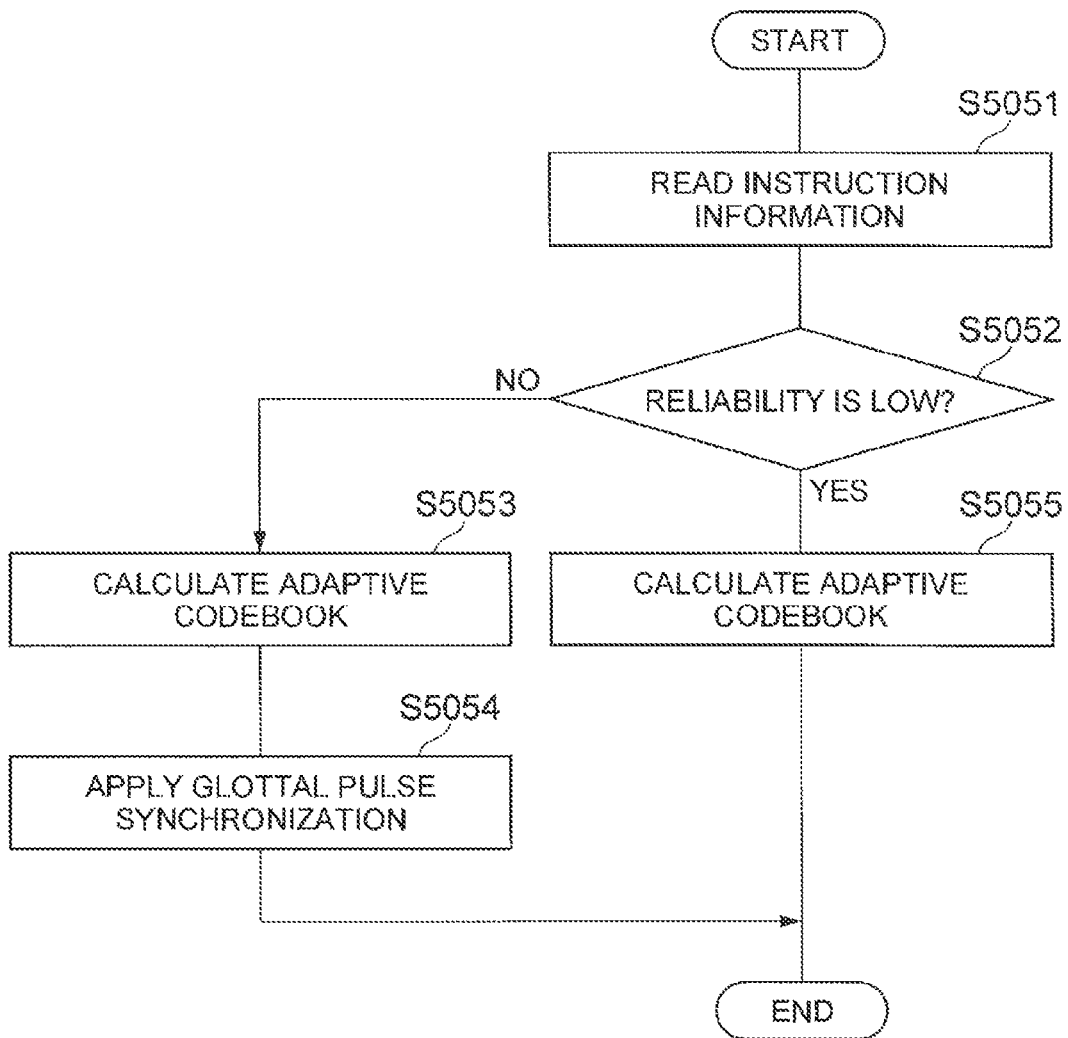 START
S5051
READ INSTRUCTION
INFORMATION
S5052
NO
RELIABILITY IS LOW?
YES
S5053
S5055
CALCULATE ADAPTIVE
CODEBOOK
CALCULATE ADAPTIVE
CODEBOOK
S5054
APPLY GLOTTAL PULSE
SYNCHRONIZATION
END